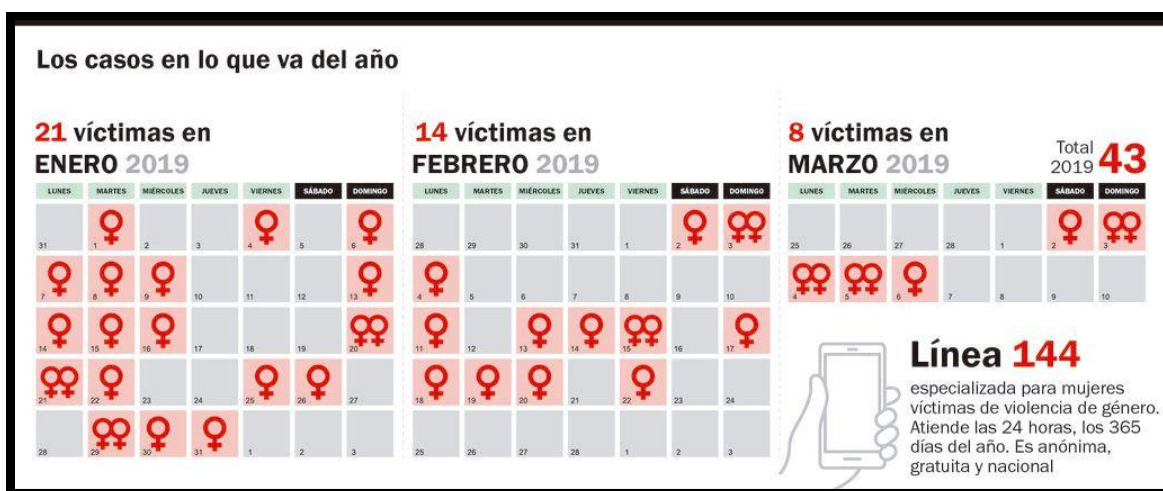 Los casos en lo que va del año
21 víctimas en
ENERO 2019
LUNES MARTES MIÉRCOLES JUEVES VIERNES SÁBADO DOMINGO
31 1 2 3 4 5 6
7 8 9 10 11 12 13
14 15 16 17 18 19 20
21 22 23 24 25 26 27
28 29 30 31 1 2 3
14 víctimas en
FEBRERO 2019
LUNES MARTES MIÉRCOLES JUEVES VIERNES SÁBADO DOMINGO
28 29 30 31 1 2 3
4 5 6 7 8 9 10
11 12 13 14 15 16 17
18 19 20 21 22 23 24
25 26 27 28 1 2 3
8 víctimas en
MARZO 2019
Total
2019 43
LUNES MARTES MIÉRCOLES JUEVES VIERNES SÁBADO DOMINGO
25 26 27 28 1 2 3
4 5 6 7 8 9 10
Línea 144
especializada para mujeres
víctimas de violencia de género.
Atiende las 24 horas, los 365
días del año. Es anónima,
gratuita y nacional